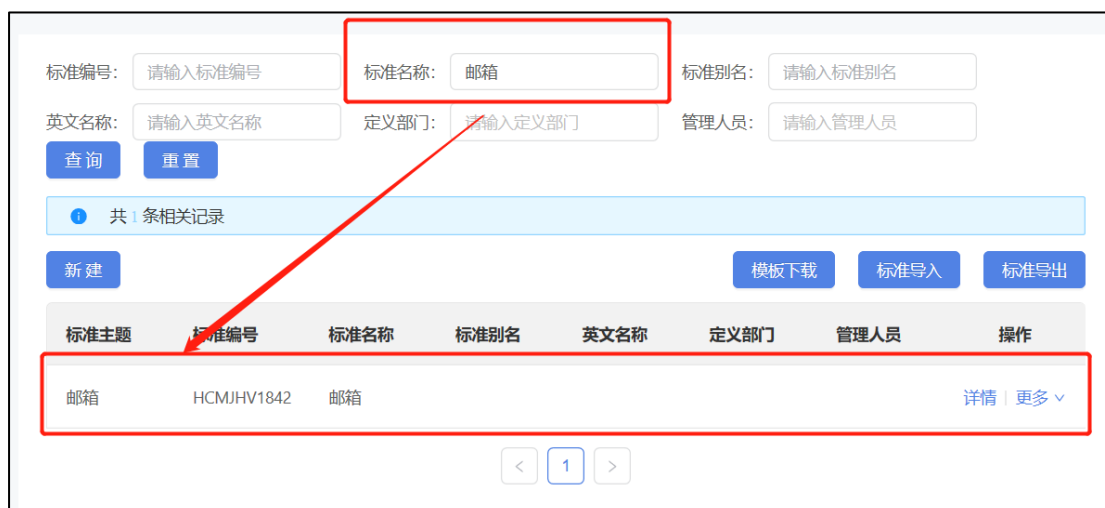 标准编号： 请输入标准编号 标准名称： 邮箱 标准别名： 请输入标准别名
英文名称： 请输入英文名称 定义部门： 请输入定义部门 管理人员： 请输入管理人员
查询 重置
共 1 条相关记录
新建 模板下载 标准导入 标准导出
标准主题 标准编号 标准名称 标准别名 英文名称 定义部门 管理人员 操作
邮箱 HCMJHV1842 邮箱 详情 | 更多
< 1 >